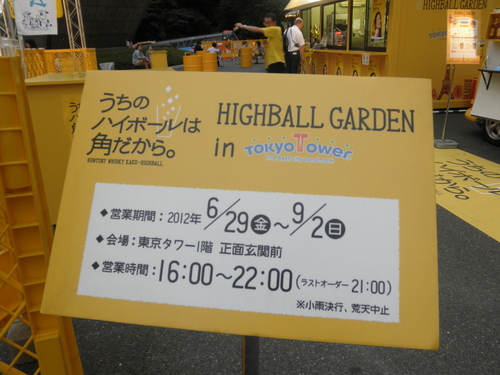 うちの
ハイボールは
角だから。
SUNTORY WHISKY KAKU-HIGHBALL
HIGHBALL GARDEN
in TOKYO Tower
◆営業期間:2012年 6/29(金)~9/2(日)
◆会場:東京タワー1階 正面玄関前
◆営業時間:16:00~22:00(ラストオーダー 21:00)
※小雨決行、荒天中止
HIGHBALL GARDEN